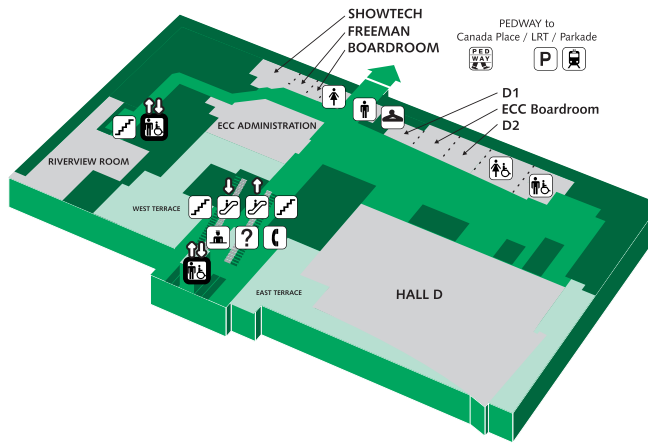 SHOWTECH
FREEMAN
BOARDROOM
PEDWAY to
Canada Place / LRT / Parkade
PED
WAY
P
D1
ECC Boardroom
D2
ECC ADMINISTRATION
RIVERVIEW ROOM
WEST TERRACE
?
EAST TERRACE
HALL D